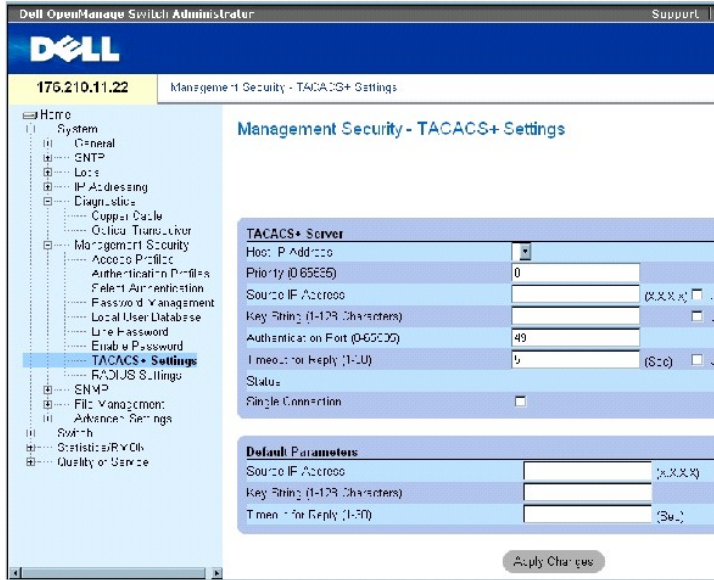 Dell OpenManage Switch Administrator
Support
DELL
176.210.11.22
Management Security - TACACS+ Settings
Home
System
General
SNTP
Logs
IP Addressing
Diagnostics
Copper Cable
Optical Transceiver
Management Security
Access Profiles
Authentication Profiles
Select Authentication
Password Management
Local User Database
Line Password
Enable Password
TACACS+ Settings
RADIUS Settings
SNMP
File Management
Advanced Settings
Switch
Statistics/RMON
Quality of Service
Management Security - TACACS+ Settings
TACACS+ Server
Host IP Address
Priority (0-65535) 0
Source IP Address (X.X.X.X)
Key String (1-128 Characters)
Authentication Port (0-65535) 49
Timeout for Reply (1-30) 5 (Sec)
Status
Single Connection
Default Parameters
Source IP Address (X.X.X.X)
Key String (1-128 Characters)
Timeout for Reply (1-30) (Sec)
Apply Changes